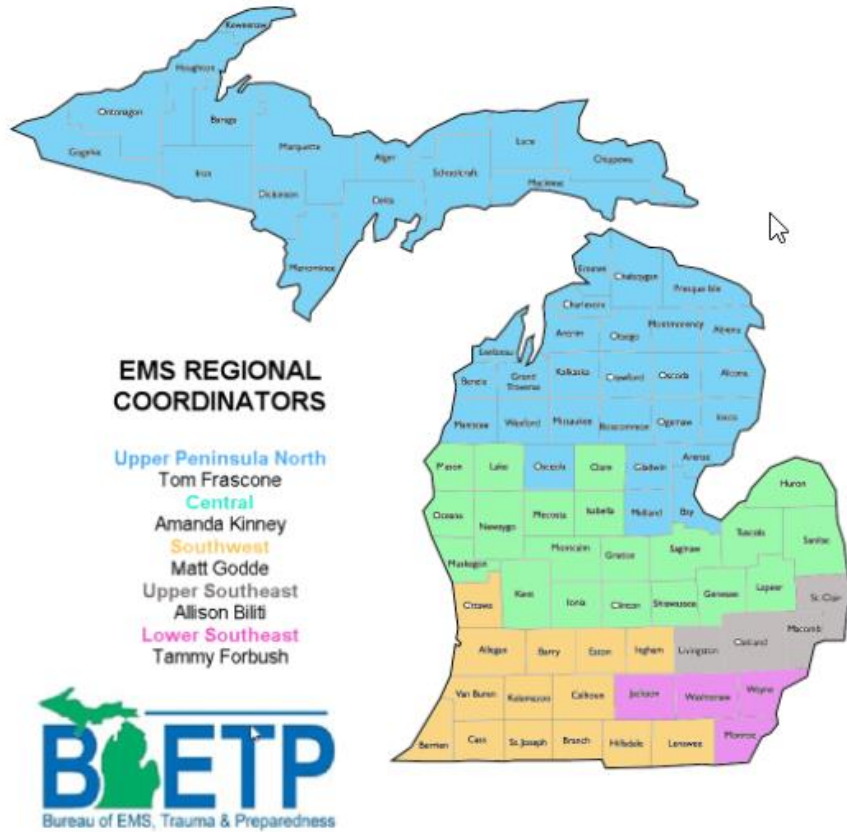 Keweenaw
Houghton
Ontonagon
Baraga
Gogebic
Iron
Marquette
Dickinson
Menominee
Alger
Delta
Schoolcraft
Luce
Chippewa
Mackinac
Emmet
Cheboygan
Presque Isle
Charlevoix
Antrim
Otsego
Montmorency
Alpena
Leelanau
Benzie
Grand
Traverse
Kalkaska
Crawford
Oscoda
Alcona
Manistee
Wexford
Missaukee
Roscommon
Ogemaw
Iosco
Mason
Lake
Osceola
Clare
Gladwin
Arenac
Huron
Oceana
Newaygo
Mecosta
Isabella
Midland
Bay
Tuscola
Sanilac
Muskegon
Montcalm
Gratiot
Saginaw
Ottawa
Kent
Ionia
Clinton
Shiawassee
Genesee
Lapeer
St. Clair
Allegan
Barry
Eaton
Ingham
Livingston
Oakland
Macomb
Van Buren
Kalamazoo
Calhoun
Jackson
Washtenaw
Wayne
Berrien
Cass
St. Joseph
Branch
Hillsdale
Lenawee
Monroe
EMS REGIONAL
COORDINATORS
Upper Peninsula North
Tom Frascone
Central
Amanda Kinney
Southwest
Matt Godde
Upper Southeast
Allison Biliti
Lower Southeast
Tammy Forbush
BETP
Bureau of EMS, Trauma & Preparedness